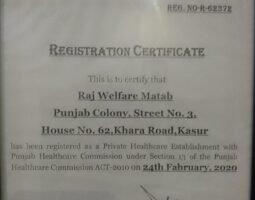 REG. NO-R-62372
REGISTRATION CERTIFICATE
This is to certify that
Raj Welfare Matab
Punjab Colony, Street No. 3,
House No. 62, Khara Road, Kasur
has been registered as a Private Healthcare Establishment with
Punjab Healthcare Commission under Section 13 of the Punjab
Healthcare Commission ACT-2010 on 24th Fabruary, 2020